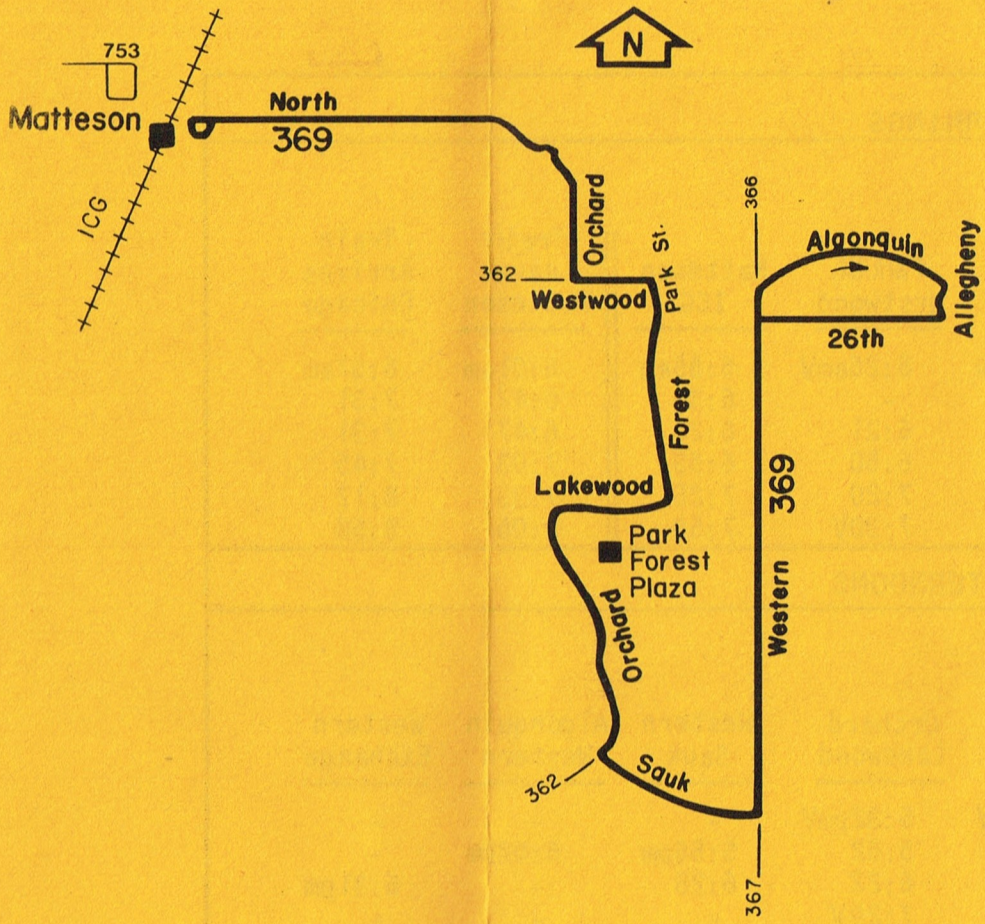 N
753
Matteson
North
369
ICG
Orchard
Park St.
366
Algonquin
Allegheny
362
Westwood
26th
Forest
Lakewood
369
Park
Forest
Plaza
Western
Orchard
362
Sauk
367